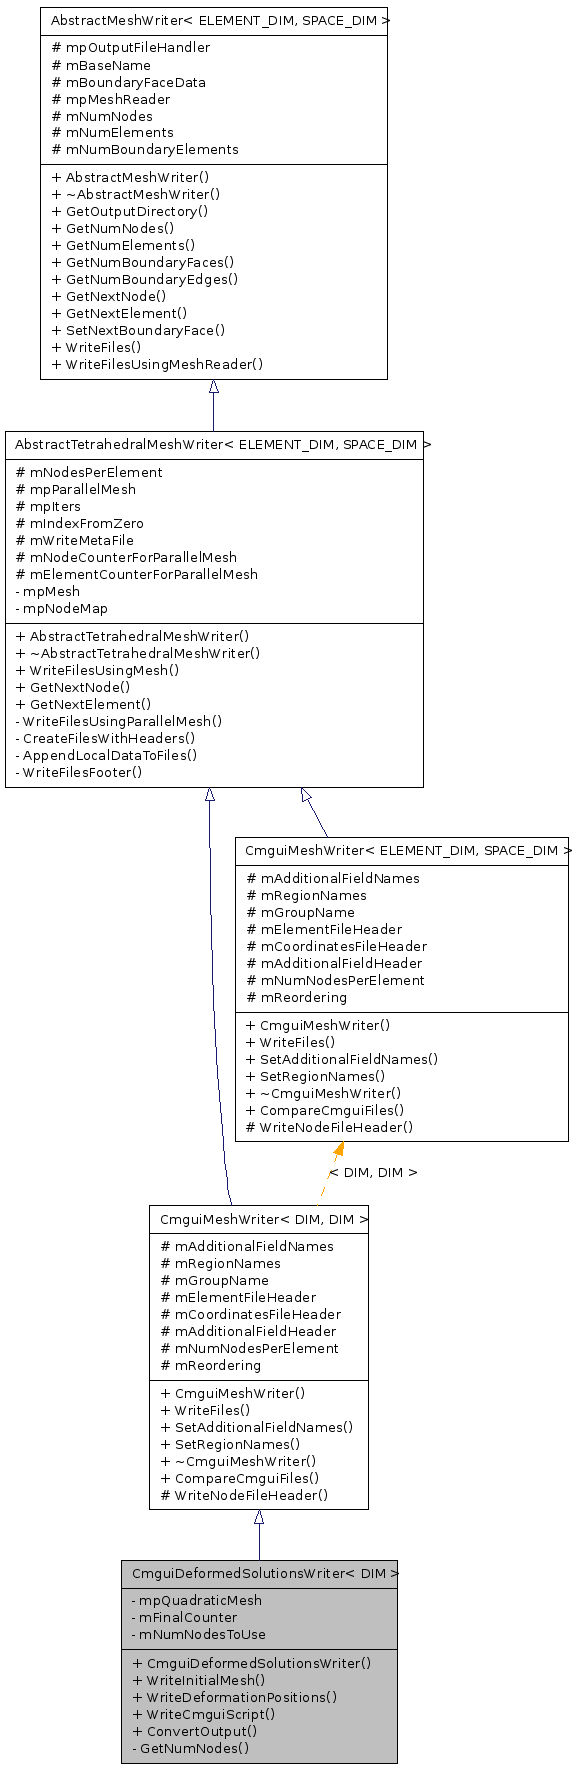 AbstractMeshWriter< ELEMENT_DIM, SPACE_DIM >
# mpOutputFileHandler
# mBaseName
# mBoundaryFaceData
# mpMeshReader
# mNumNodes
# mNumElements
# mNumBoundaryElements
+ AbstractMeshWriter()
+ ~AbstractMeshWriter()
+ GetOutputDirectory()
+ GetNumNodes()
+ GetNumElements()
+ GetNumBoundaryFaces()
+ GetNumBoundaryEdges()
+ GetNextNode()
+ GetNextElement()
+ SetNextBoundaryFace()
+ WriteFiles()
+ WriteFilesUsingMeshReader()
AbstractTetrahedralMeshWriter< ELEMENT_DIM, SPACE_DIM >
# mNodesPerElement
# mpParallelMesh
# mpIters
# mIndexFromZero
# mWriteMetaFile
# mNodeCounterForParallelMesh
# mElementCounterForParallelMesh
- mpMesh
- mpNodeMap
+ AbstractTetrahedralMeshWriter()
+ ~AbstractTetrahedralMeshWriter()
+ WriteFilesUsingMesh()
+ GetNextNode()
+ GetNextElement()
- WriteFilesUsingParallelMesh()
- CreateFilesWithHeaders()
- AppendLocalDataToFiles()
- WriteFilesFooter()
CmguiMeshWriter< ELEMENT_DIM, SPACE_DIM >
# mAdditionalFieldNames
# mRegionNames
# mGroupName
# mElementFileHeader
# mCoordinatesFileHeader
# mAdditionalFieldHeader
# mNumNodesPerElement
# mReordering
+ CmguiMeshWriter()
+ WriteFiles()
+ SetAdditionalFieldNames()
+ SetRegionNames()
+ ~CmguiMeshWriter()
+ CompareCmguiFiles()
# WriteNodeFileHeader()
< DIM, DIM >
CmguiMeshWriter< DIM, DIM >
# mAdditionalFieldNames
# mRegionNames
# mGroupName
# mElementFileHeader
# mCoordinatesFileHeader
# mAdditionalFieldHeader
# mNumNodesPerElement
# mReordering
+ CmguiMeshWriter()
+ WriteFiles()
+ SetAdditionalFieldNames()
+ SetRegionNames()
+ ~CmguiMeshWriter()
+ CompareCmguiFiles()
# WriteNodeFileHeader()
CmguiDeformedSolutionsWriter< DIM >
- mpQuadraticMesh
- mFinalCounter
- mNumNodesToUse
+ CmguiDeformedSolutionsWriter()
+ WriteInitialMesh()
+ WriteDeformationPositions()
+ WriteCmguiScript()
+ ConvertOutput()
- GetNumNodes()